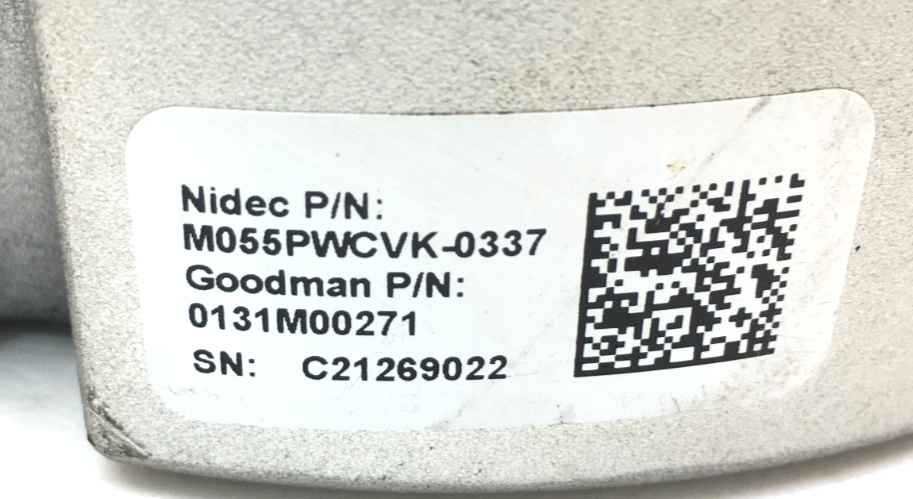 Nidec P/N:
M055PWCVK-0337
Goodman P/N:
0131M00271
SN: C21269022